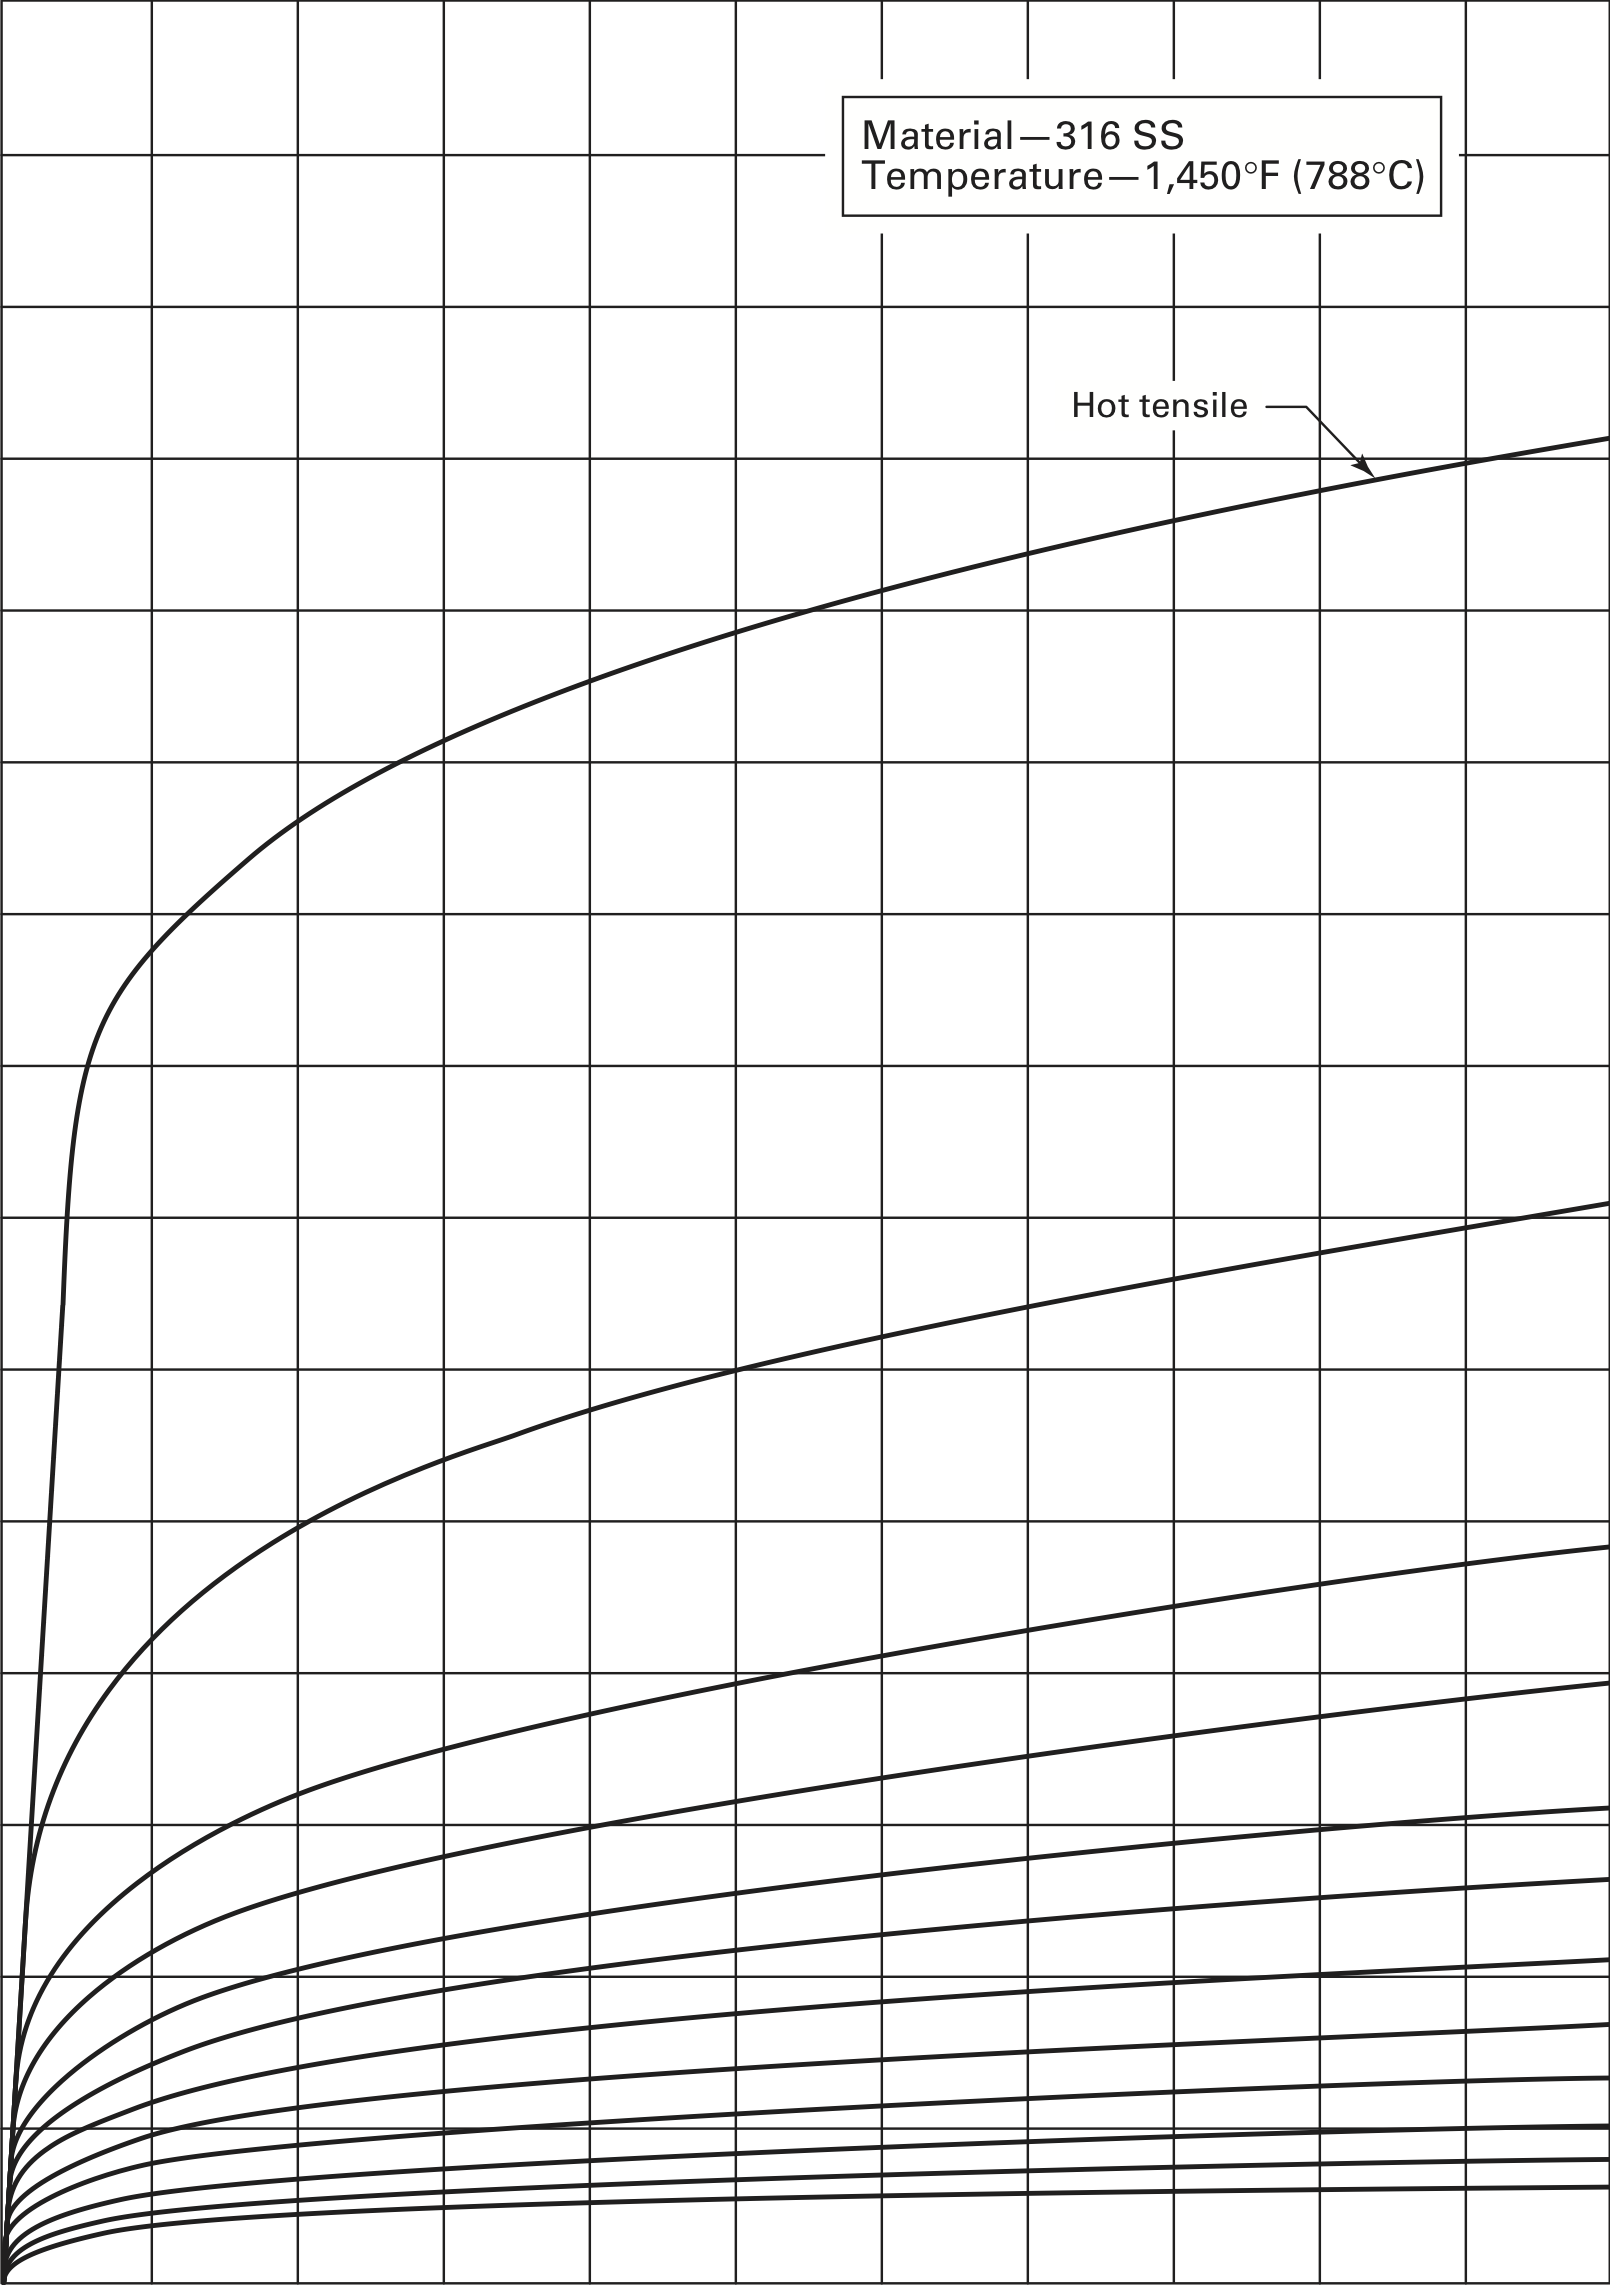 Material—316 SS
Temperature—1,450°F (788°C)
Hot tensile